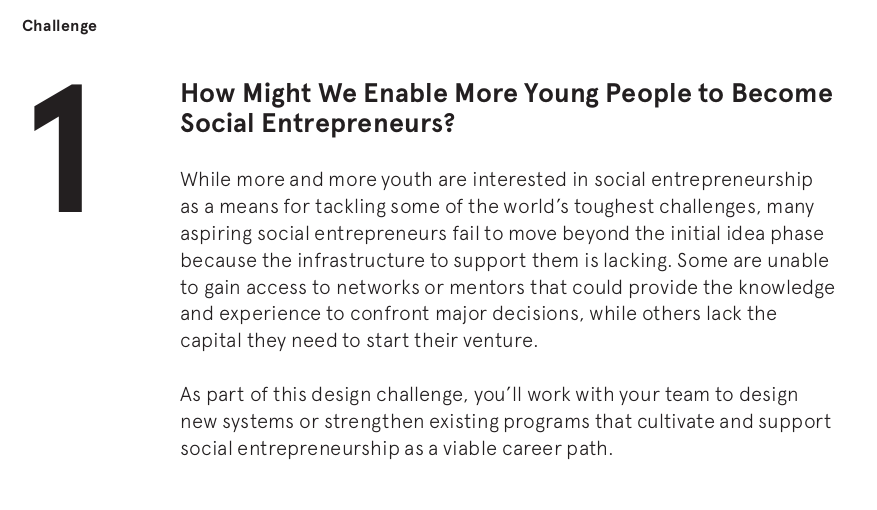 Challenge
1
How Might We Enable More Young People to Become
Social Entrepreneurs?
While more and more youth are interested in social entrepreneurship
as a means for tackling some of the world’s toughest challenges, many
aspiring social entrepreneurs fail to move beyond the initial idea phase
because the infrastructure to support them is lacking. Some are unable
to gain access to networks or mentors that could provide the knowledge
and experience to confront major decisions, while others lack the
capital they need to start their venture.
As part of this design challenge, you’ll work with your team to design
new systems or strengthen existing programs that cultivate and support
social entrepreneurship as a viable career path.